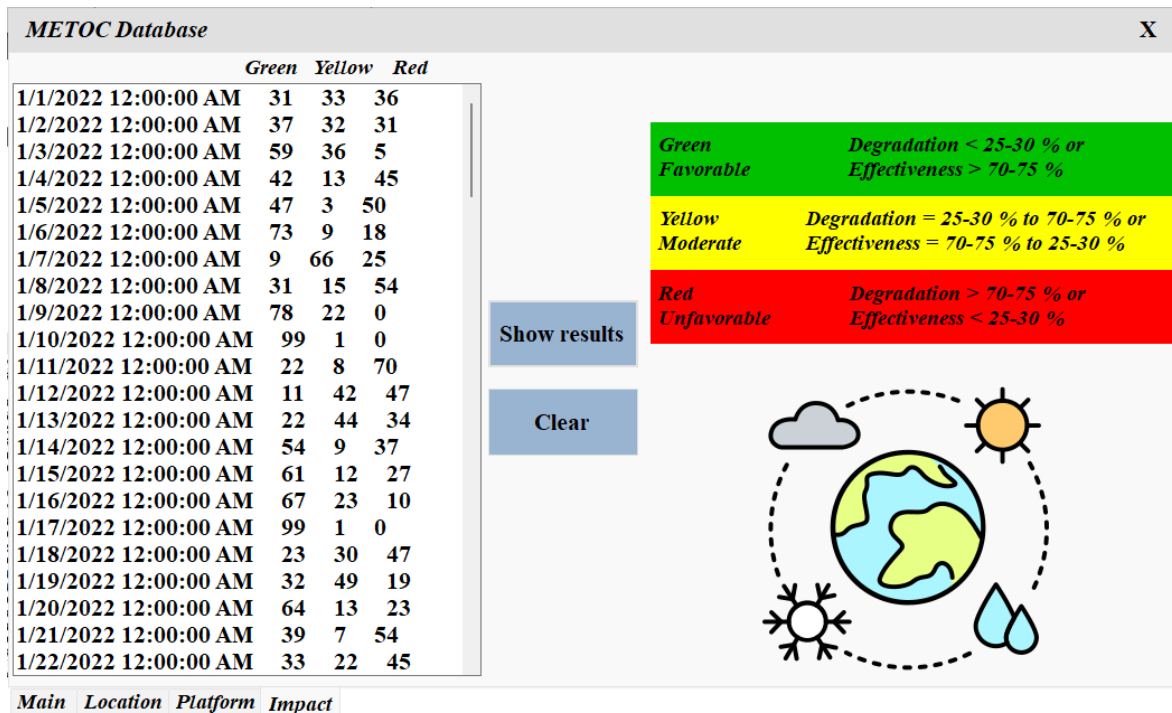 METOC Database X
Green Yellow Red
1/1/2022 12:00:00 AM 31 33 36
1/2/2022 12:00:00 AM 37 32 31
1/3/2022 12:00:00 AM 59 36 5
1/4/2022 12:00:00 AM 42 13 45
1/5/2022 12:00:00 AM 47 3 50
1/6/2022 12:00:00 AM 73 9 18
1/7/2022 12:00:00 AM 9 66 25
1/8/2022 12:00:00 AM 31 15 54
1/9/2022 12:00:00 AM 78 22 0
1/10/2022 12:00:00 AM 99 1 0
1/11/2022 12:00:00 AM 22 8 70
1/12/2022 12:00:00 AM 11 42 47
1/13/2022 12:00:00 AM 22 44 34
1/14/2022 12:00:00 AM 54 9 37
1/15/2022 12:00:00 AM 61 12 27
1/16/2022 12:00:00 AM 67 23 10
1/17/2022 12:00:00 AM 99 1 0
1/18/2022 12:00:00 AM 23 30 47
1/19/2022 12:00:00 AM 32 49 19
1/20/2022 12:00:00 AM 64 13 23
1/21/2022 12:00:00 AM 39 7 54
1/22/2022 12:00:00 AM 33 22 45
Show results
Clear
Green Degradation < 25-30 % or
Favorable Effectiveness > 70-75 %
Yellow Degradation = 25-30 % to 70-75 % or
Moderate Effectiveness = 70-75 % to 25-30 %
Red Degradation > 70-75 % or
Unfavorable Effectiveness < 25-30 %
Main Location Platform Impact